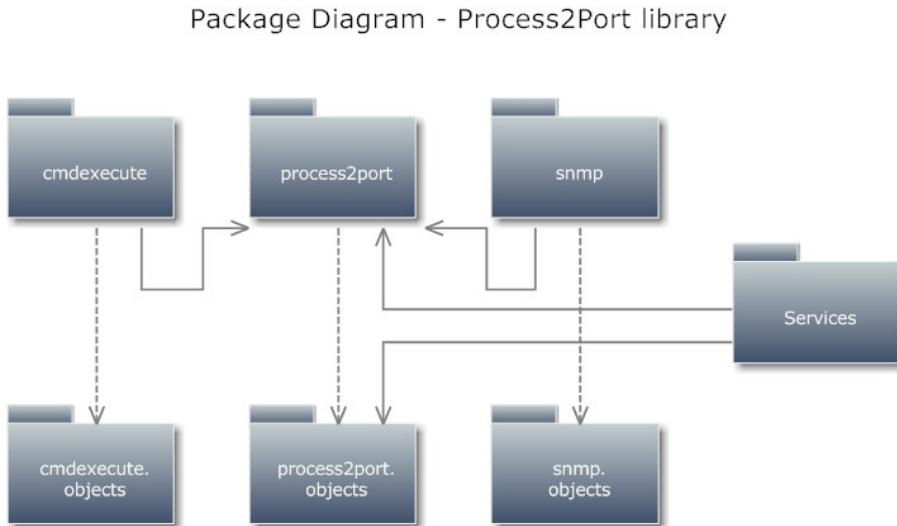 Package Diagram - Process2Port library
cmdexecute
process2port
snmp
Services
cmdexecute.
objects
process2port.
objects
snmp.
objects